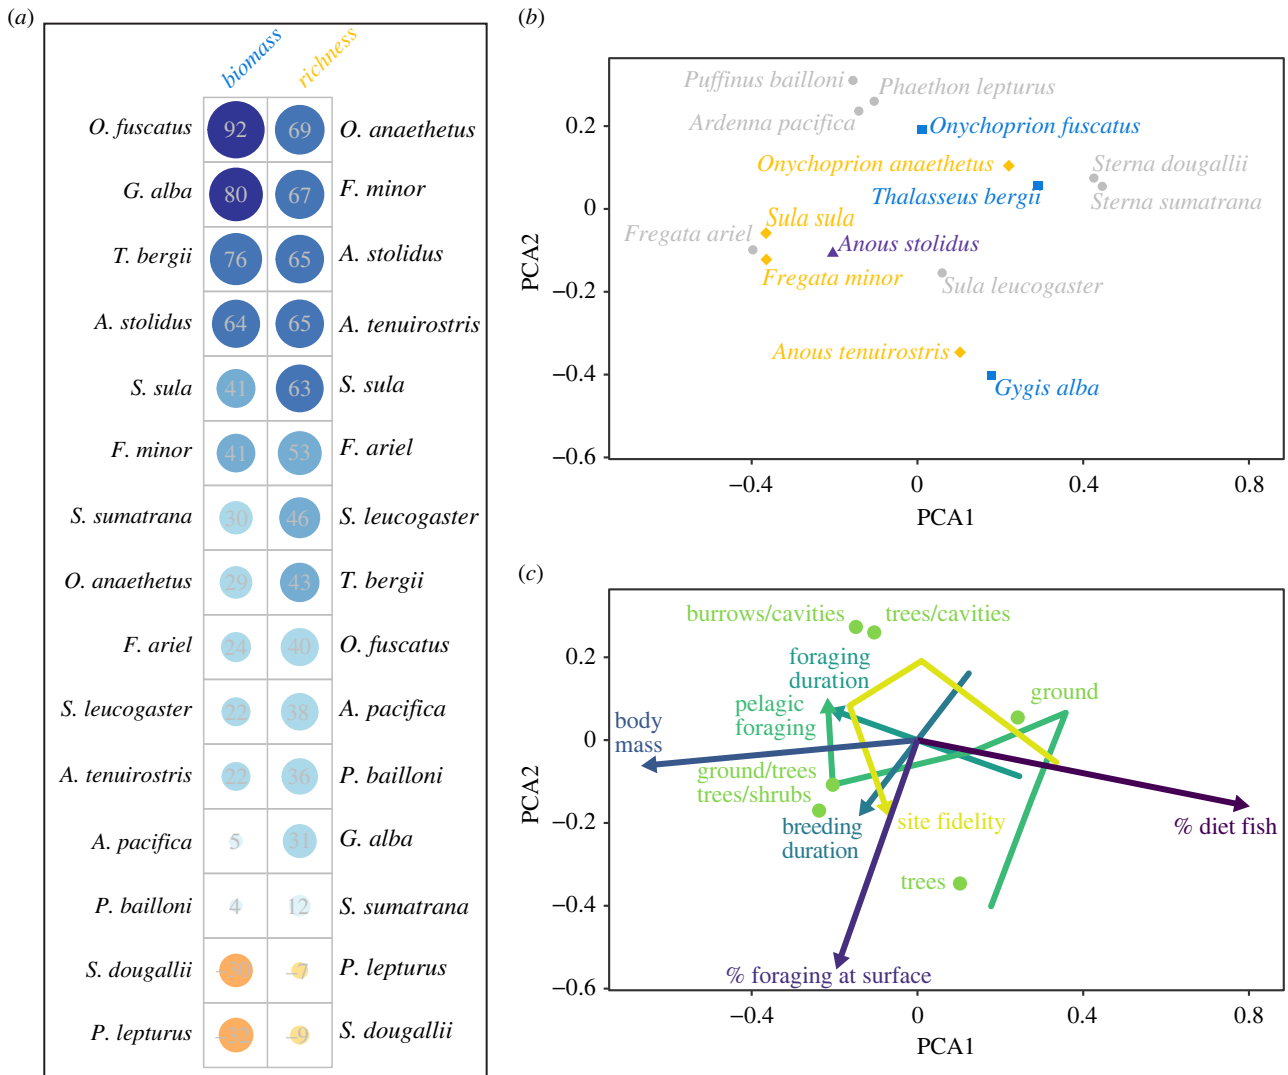 (a)
biomass richness
O. fuscatus 92 69 O. anaethetus
G. alba 80 67 F. minor
T. bergii 76 65 A. stolidus
A. stolidus 64 65 A. tenuirostris
S. sula 41 63 S. sula
F. minor 41 53 F. ariel
S. sumatrana 30 46 S. leucogaster
O. anaethetus 29 43 T. bergii
F. ariel 24 40 O. fuscatus
S. leucogaster 22 38 A. pacifica
A. tenuirostris 22 36 P. bailloni
A. pacifica 5 31 G. alba
P. bailloni 4 12 S. sumatrana
S. dougallii −30 −7 P. lepturus
P. lepturus −32 −9 S. dougallii
(b)
Puffinus bailloni
Phaethon lepturus
Ardenna pacifica
Onychoprion fuscatus
Onychoprion anaethetus
Sterna dougallii
Thalasseus bergii
Sterna sumatrana
Sula sula
Fregata ariel
Anous stolidus
Fregata minor
Sula leucogaster
Anous tenuirostris
Gygis alba
0.2
0
−0.2
−0.4
−0.6
PCA2
−0.4 0 0.4 0.8
PCA1
(c)
burrows/cavities
trees/cavities
foraging
duration
ground
pelagic
foraging
body
mass
ground/trees
trees/shrubs
breeding
duration
site fidelity
% diet fish
trees
% foraging at surface
0.2
0
−0.2
−0.4
−0.6
PCA2
−0.4 0 0.4 0.8
PCA1